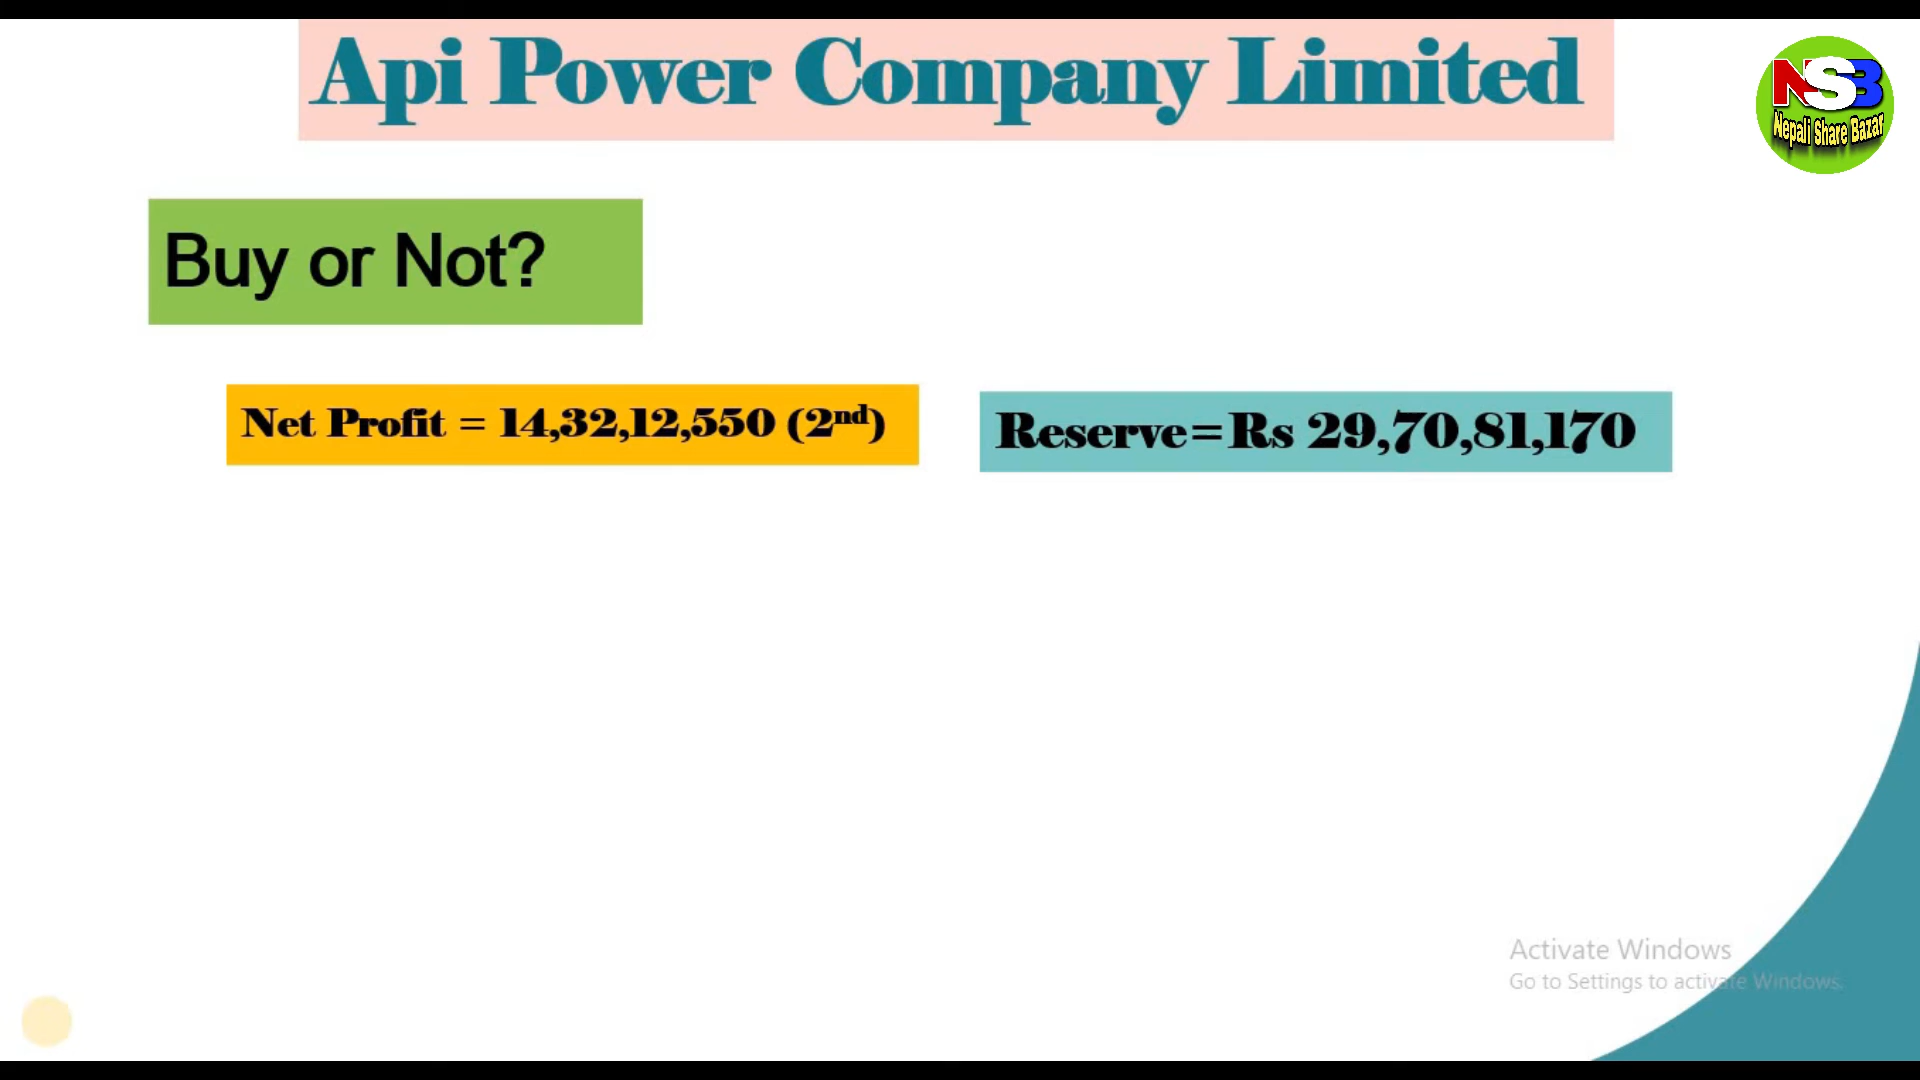 Api Power Company Limited
NSB
Nepali Share Bazar
Buy or Not?
Net Profit = 14,32,12,550 (2nd)
Reserve=Rs 29,70,81,170
Activate Windows
Go to Settings to activate Windows.